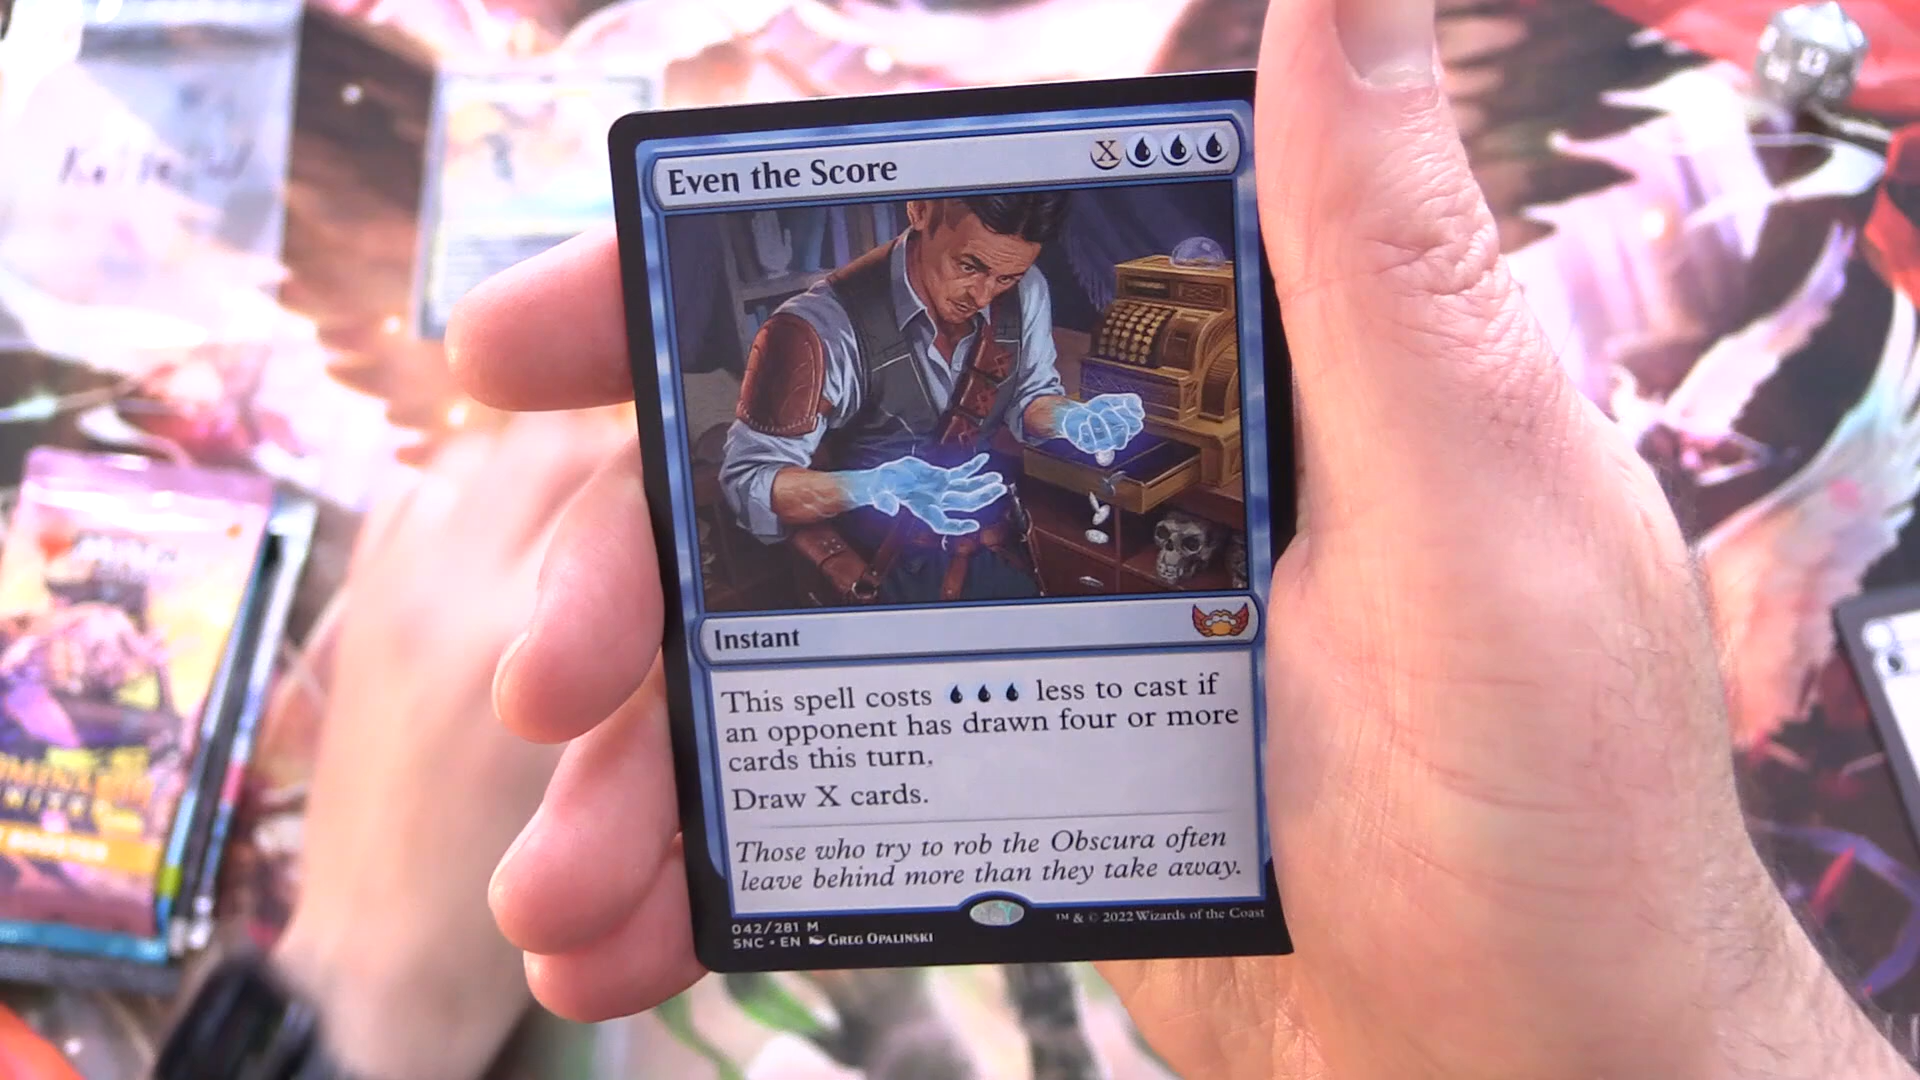 Even the Score X
Instant
This spell costs less to cast if
an opponent has drawn four or more
cards this turn.
Draw X cards.
Those who try to rob the Obscura often
leave behind more than they take away.
042/281 M
SNC • EN GREG OPALINSKI
™ & © 2022 Wizards of the Coast
13